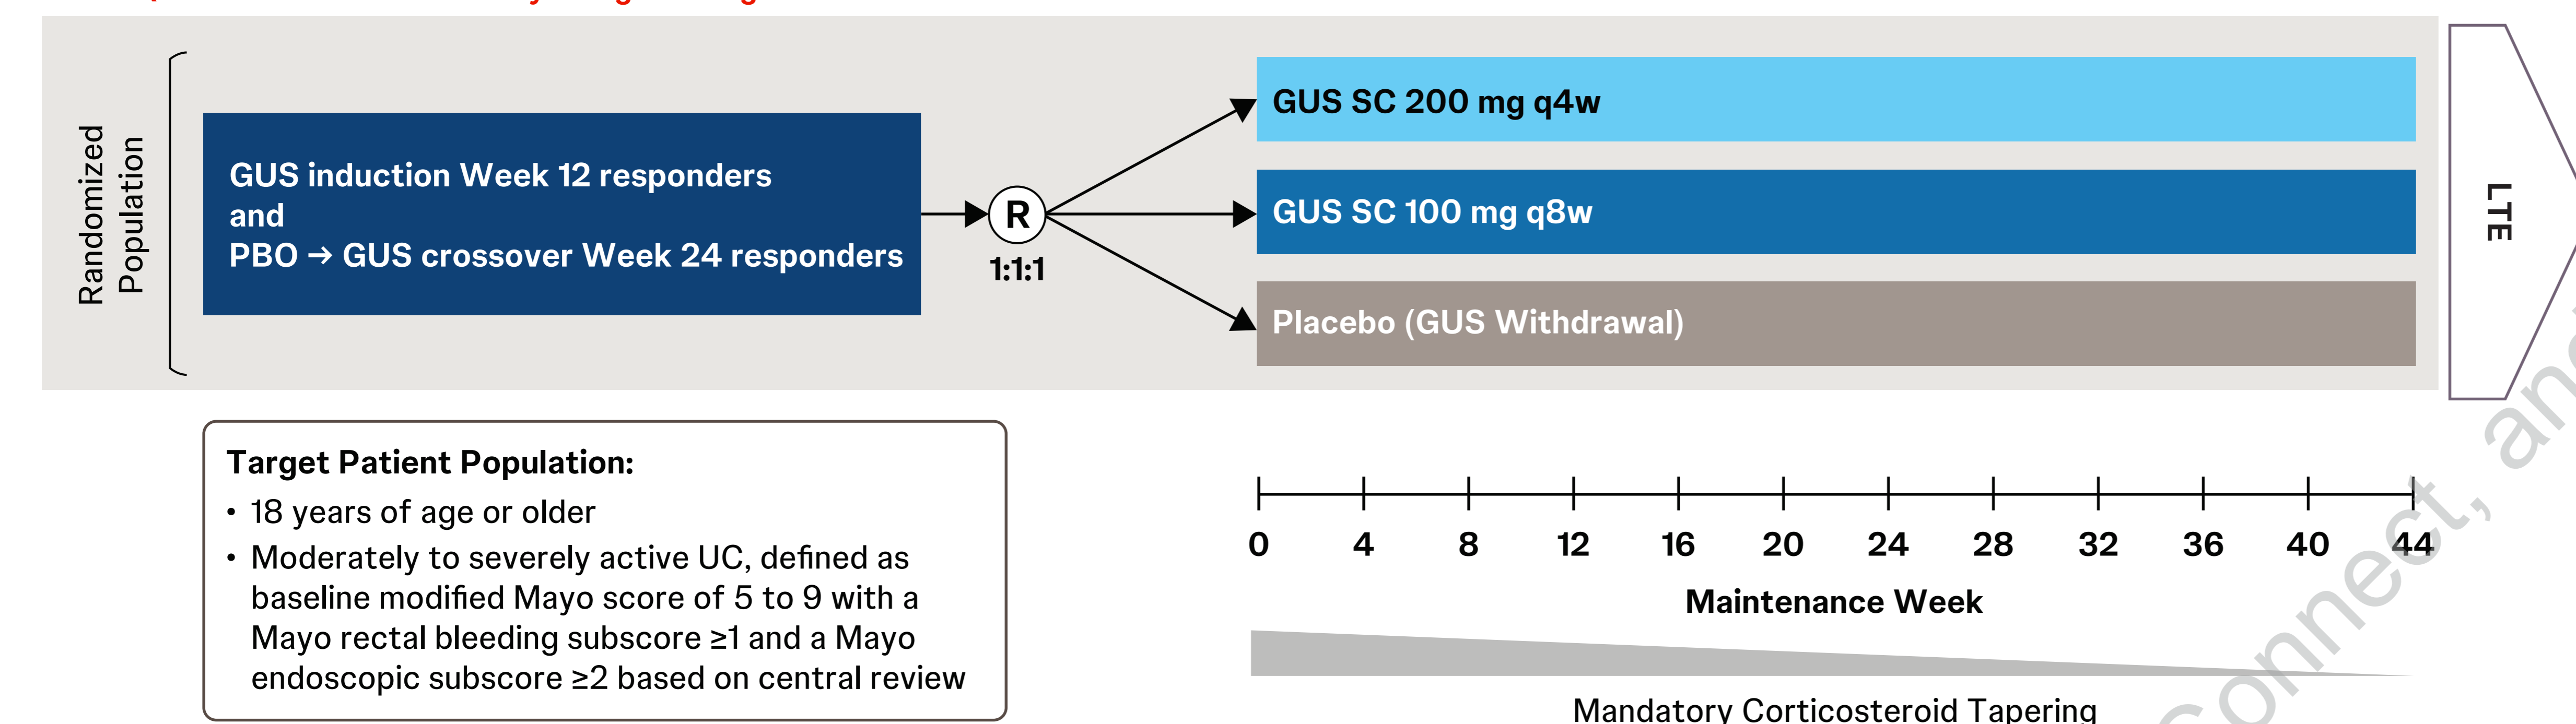 Randomized
Population
GUS induction Week 12 responders
and
PBO → GUS crossover Week 24 responders
R
1:1:1
GUS SC 200 mg q4w
GUS SC 100 mg q8w
Placebo (GUS Withdrawal)
LTE
Target Patient Population:
• 18 years of age or older
• Moderately to severely active UC, defined as
baseline modified Mayo score of 5 to 9 with a
Mayo rectal bleeding subscore ≥1 and a Mayo
endoscopic subscore ≥2 based on central review
0 4 8 12 16 20 24 28 32 36 40 44
Maintenance Week
Mandatory Corticosteroid Tapering
Connect, and